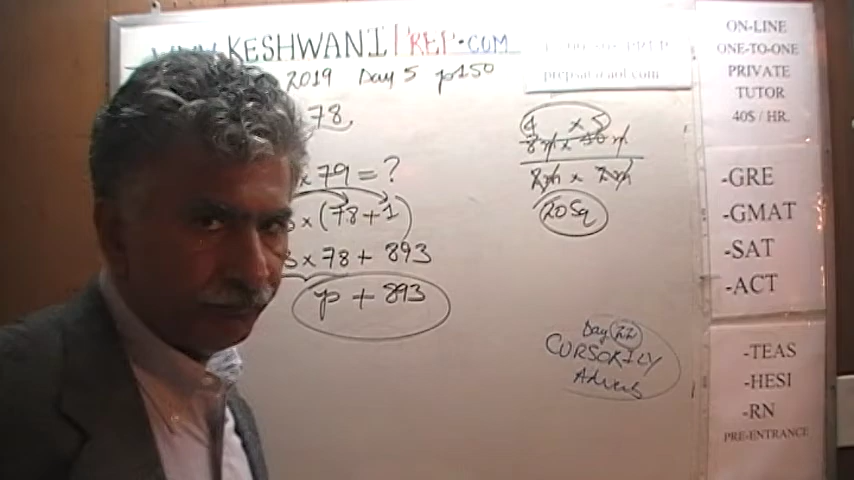 KESHWANI
PREP.COM
2019 Day 5 p150
78.
x 79 = ?
x (78+1)
x 78 + 893
p + 893
4 x 5
20 Sq
Day 22
CURSORILY
Adverb
ON-LINE
ONE-TO-ONE
PRIVATE
TUTOR
40$ / HR.
-GRE
-GMAT
-SAT
-ACT
-TEAS
-HESI
-RN
PRE-ENTRANCE